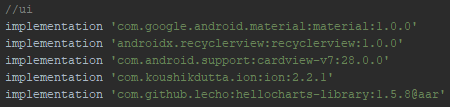 //ui
implementation 'com.google.android.material:material:1.0.0'
implementation 'androidx.recyclerview:recyclerview:1.0.0'
implementation 'com.android.support:cardview-v7:28.0.0'
implementation 'com.koushikdutta.ion:ion:2.2.1'
implementation 'com.github.lecho:hellocharts-library:1.5.8@aar'